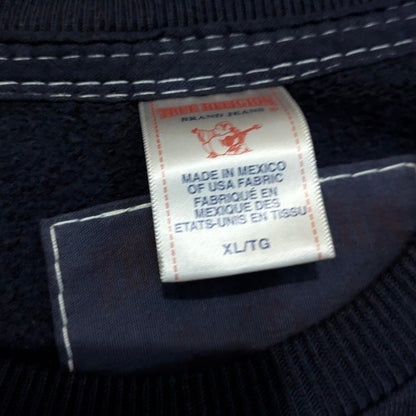 TRUE RELIGION
BRAND JEANS
MADE IN MEXICO
OF USA FABRIC
FABRIQUÉ EN
MEXIQUE DES
ETATS-UNIS EN TISSU
XL/TG